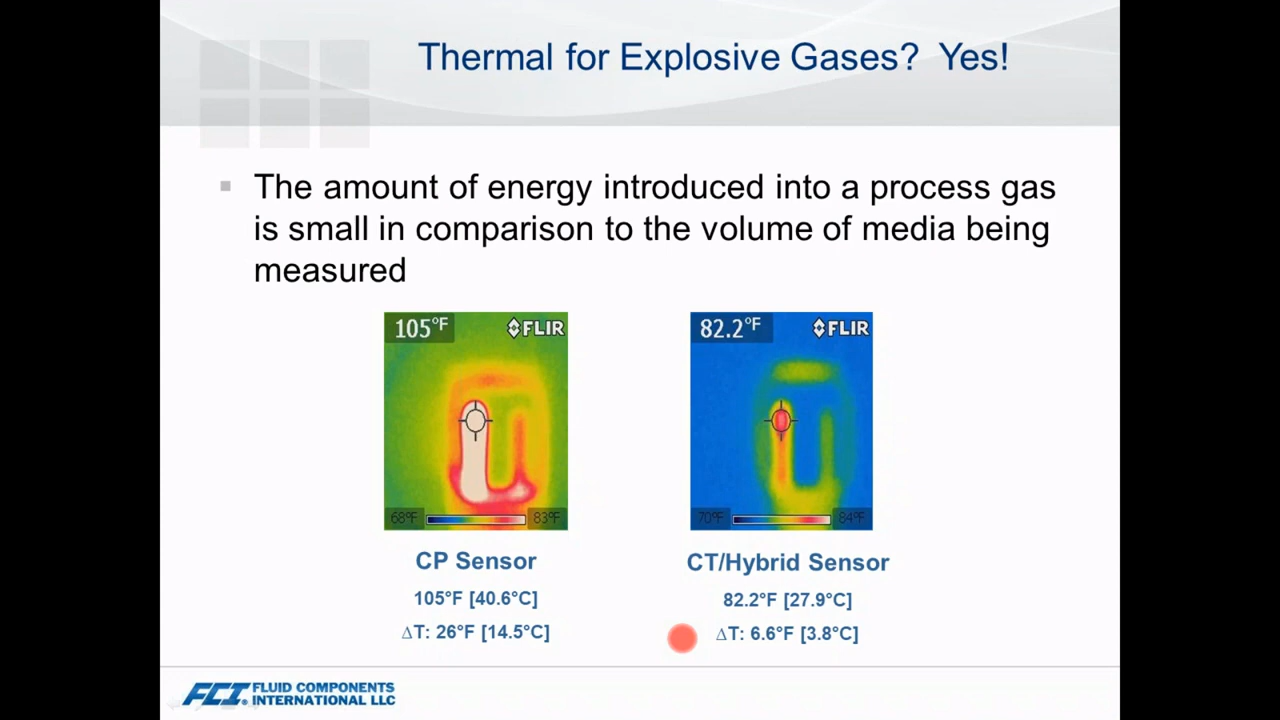 Thermal for Explosive Gases? Yes!
The amount of energy introduced into a process gas
is small in comparison to the volume of media being
measured
105°F
FLIR
68°F
83°F
82.2°F
FLIR
70°F
84°F
CP Sensor
105°F [40.6°C]
∆T: 26°F [14.5°C]
CT/Hybrid Sensor
82.2°F [27.9°C]
∆T: 6.6°F [3.8°C]
FCI. FLUID COMPONENTS
INTERNATIONAL LLC